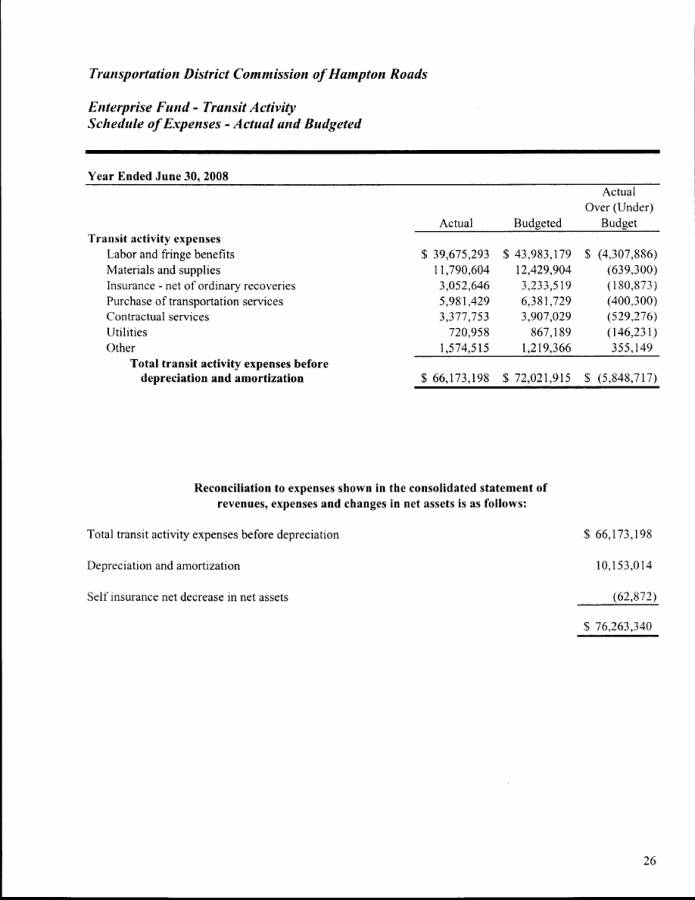 Transportation District Commission of Hampton Roads
Enterprise Fund - Transit Activity
Schedule of Expenses - Actual and Budgeted
Year Ended June 30, 2008
Actual
Over (Under)
Actual Budgeted Budget
Transit activity expenses
Labor and fringe benefits $ 39,675,293 $ 43,983,179 $ (4,307,886)
Materials and supplies 11,790,604 12,429,904 (639,300)
Insurance - net of ordinary recoveries 3,052,646 3,233,519 (180,873)
Purchase of transportation services 5,981,429 6,381,729 (400,300)
Contractual services 3,377,753 3,907,029 (529,276)
Utilities 720,958 867,189 (146,231)
Other 1,574,515 1,219,366 355,149
Total transit activity expenses before
depreciation and amortization $ 66,173,198 $ 72,021,915 $ (5,848,717)
Reconciliation to expenses shown in the consolidated statement of
revenues, expenses and changes in net assets is as follows:
Total transit activity expenses before depreciation $ 66,173,198
Depreciation and amortization 10,153,014
Self insurance net decrease in net assets (62,872)
$ 76,263,340
26